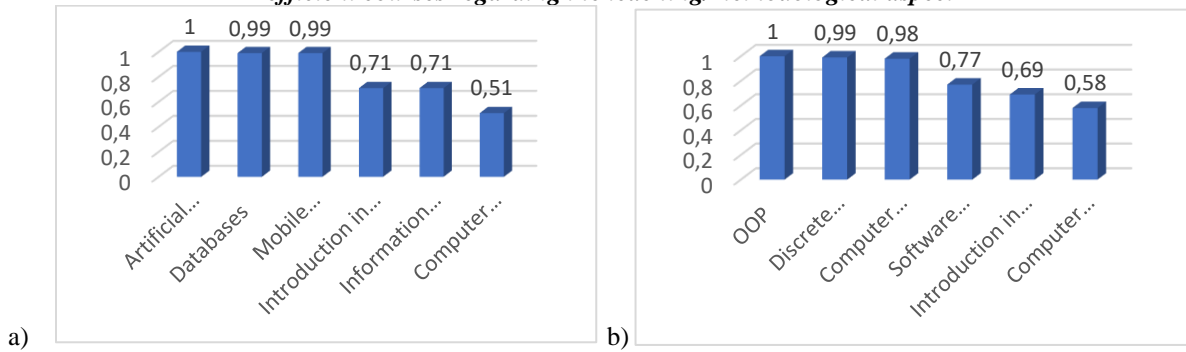 a)
1 0,99 0,99 0,71 0,71 0,51
1
0,8
0,6
0,4
0,2
0
Artificial...
Databases
Mobile...
Introduction in...
Information...
Computer...
b)
1 0,99 0,98 0,77 0,69 0,58
1
0,8
0,6
0,4
0,2
0
OOP
Discrete...
Computer...
Software...
Introduction in...
Computer...